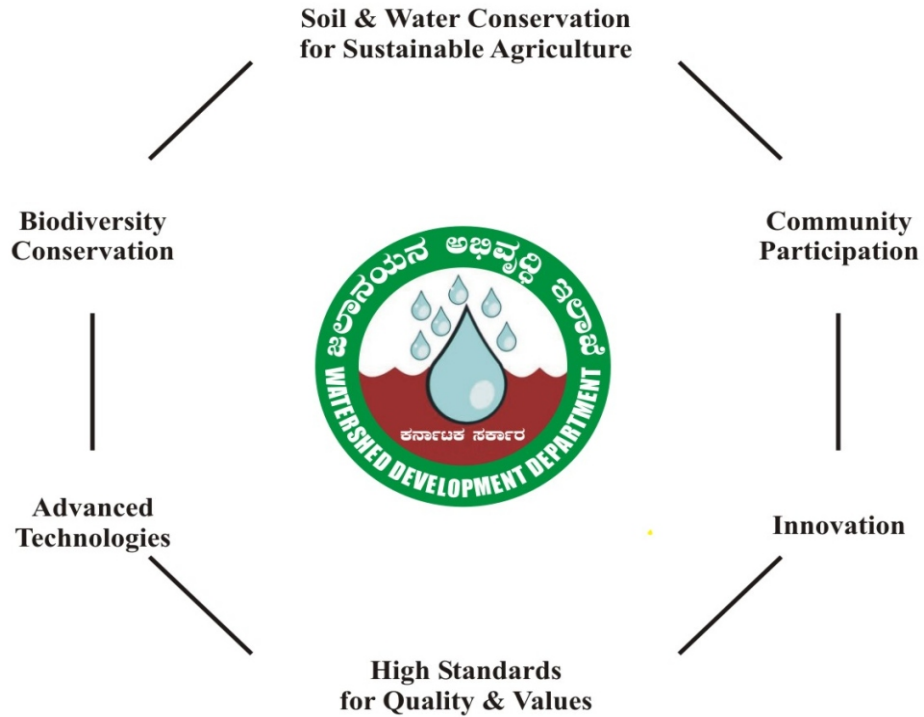 Soil & Water Conservation
for Sustainable Agriculture
Biodiversity
Conservation
Community
Participation
ಜಲಾನಯನ ಅಭಿವೃದ್ಧಿ ಇಲಾಖೆ
ಕರ್ನಾಟಕ ಸರ್ಕಾರ
WATERSHED DEVELOPMENT DEPARTMENT
Advanced
Technologies
Innovation
High Standards
for Quality & Values